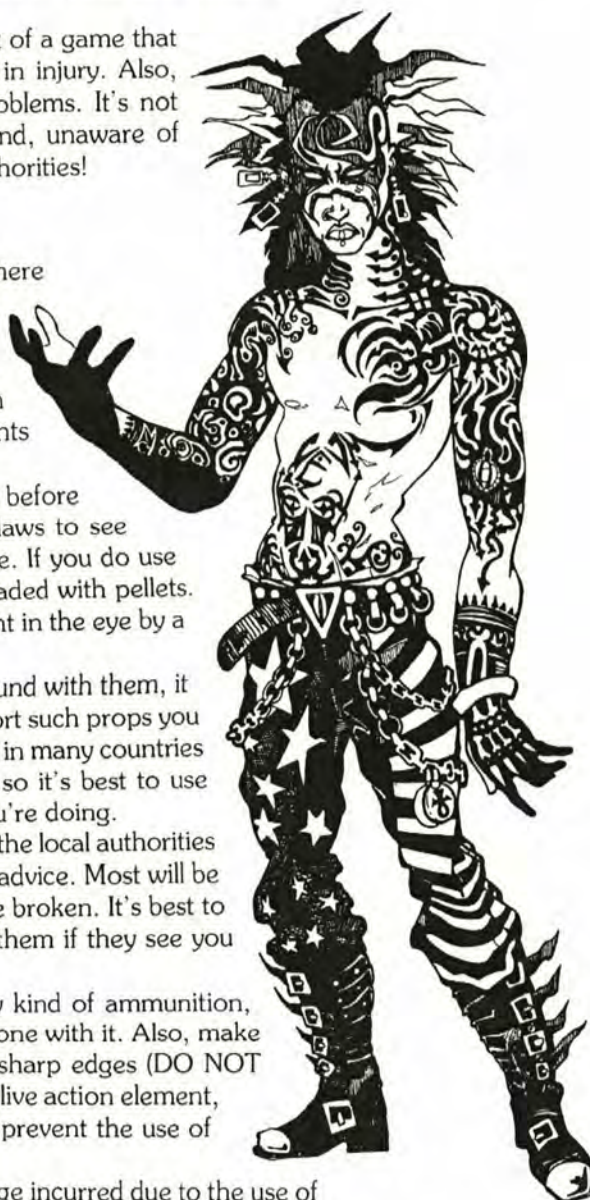 t of a game that
in injury. Also,
oblems. It's not
nd, unaware of
horities!
here
n
nts
before
laws to see
e. If you do use
aded with pellets.
nt in the eye by a
und with them, it
ort such props you
in many countries
so it's best to use
u're doing.
the local authorities
advice. Most will be
e broken. It's best to
them if they see you
y kind of ammunition,
one with it. Also, make
sharp edges (DO NOT
live action element,
prevent the use of
ge incurred due to the use of